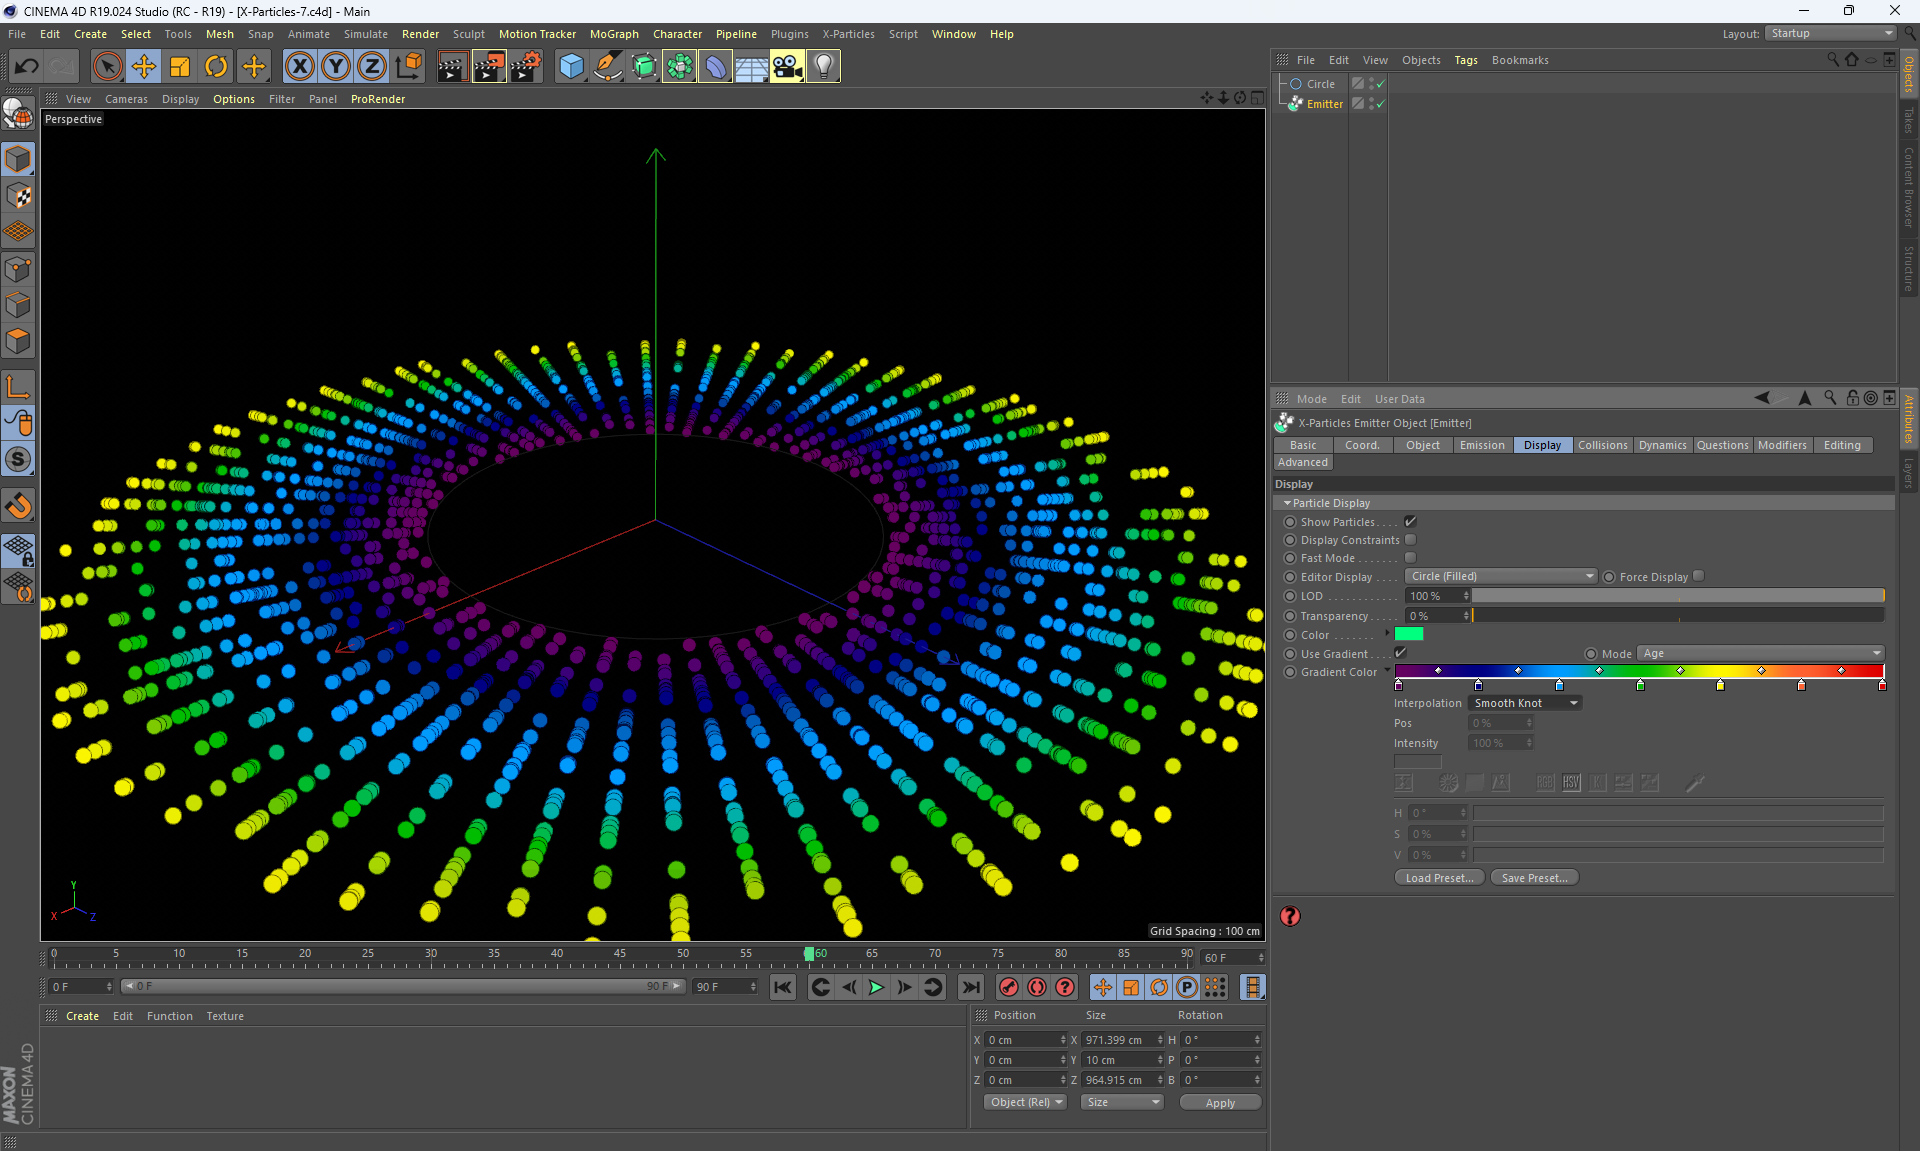 CINEMA 4D R19.024 Studio (RC - R19) - [X-Particles-7.c4d] - Main
File Edit Create Select Tools Mesh Snap Animate Simulate Render Sculpt Motion Tracker MoGraph Character Pipeline Plugins X-Particles Script Window Help
Layout: Startup
View Cameras Display Options Filter Panel ProRender
Perspective
Y
X
Z
Grid Spacing : 100 cm
0 5 10 15 20 25 30 35 40 45 50 55 60 65 70 75 80 85 90
60 F
0 F
0 F
90 F
90 F
Create Edit Function Texture
Position Size Rotation
X 0 cm X 971.399 cm H 0 °
Y 0 cm Y 10 cm P 0 °
Z 0 cm Z 964.915 cm B 0 °
Object (Rel) Size Apply
MAXON
CINEMA 4D
File Edit View Objects Tags Bookmarks
Circle
Emitter
Objects
Takes
Content Browser
Structure
Mode Edit User Data
X-Particles Emitter Object [Emitter]
Basic Coord. Object Emission Display Collisions Dynamics Questions Modifiers Editing
Advanced
Display
Particle Display
Show Particles . . . .
Display Constraints
Fast Mode . . . . . . .
Editor Display . . . . Circle (Filled) Force Display
LOD . . . . . . . . . . . . 100 %
Transparency. . . . 0 %
Color . . . . . . .
Use Gradient . . . Mode Age
Gradient Color
Interpolation Smooth Knot
Pos 0 %
Intensity 100 %
RGB HSV K
H 0 °
S 0 %
V 0 %
Load Preset... Save Preset...
Attributes
Layers